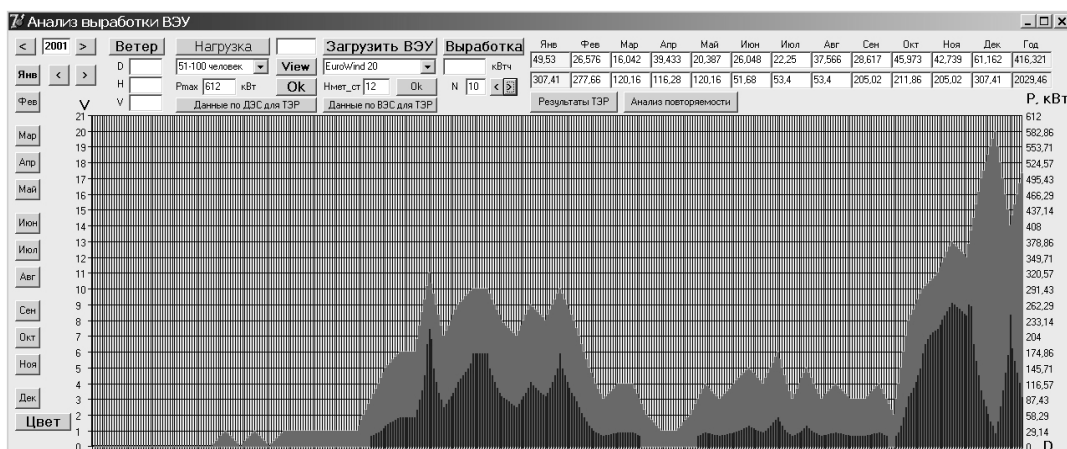 Анализ выработки ВЭУ
< 2001 > Ветер Нагрузка Загрузить ВЭУ Выработка Янв Фев Мар Апр Май Июн Июл Авг Сен Окт Ноя Дек Год
D 51-100 человек View EuroWind 20 кВтч 49,53 26,576 16,042 39,433 20,387 26,048 22,25 37,566 28,617 45,973 42,739 61,162 416,321
Янв < > H Pmax 612 кВт Ok Нмет_ст 12 Ok N 10 < > 307,41 277,66 120,16 116,28 120,16 51,68 53,4 53,4 205,02 211,86 205,02 307,41 2029,46
Фев V V Данные по ДЭС для ТЭР Данные по ВЭС для ТЭР Результаты ТЭР Анализ повторяемости P, кВт
21 612
20 582,86
Мар 19 553,71
Апр 18 524,57
17 495,43
Май 16 466,29
15 437,14
Июн 14 408
13 378,86
Июл 12 349,71
Авг 11 320,57
10 291,43
Сен 9 262,29
8 233,14
Окт 7 204
6 174,86
Ноя 5 145,71
4 116,57
Дек 3 87,43
2 58,29
Цвет 1 29,14
0 0 D